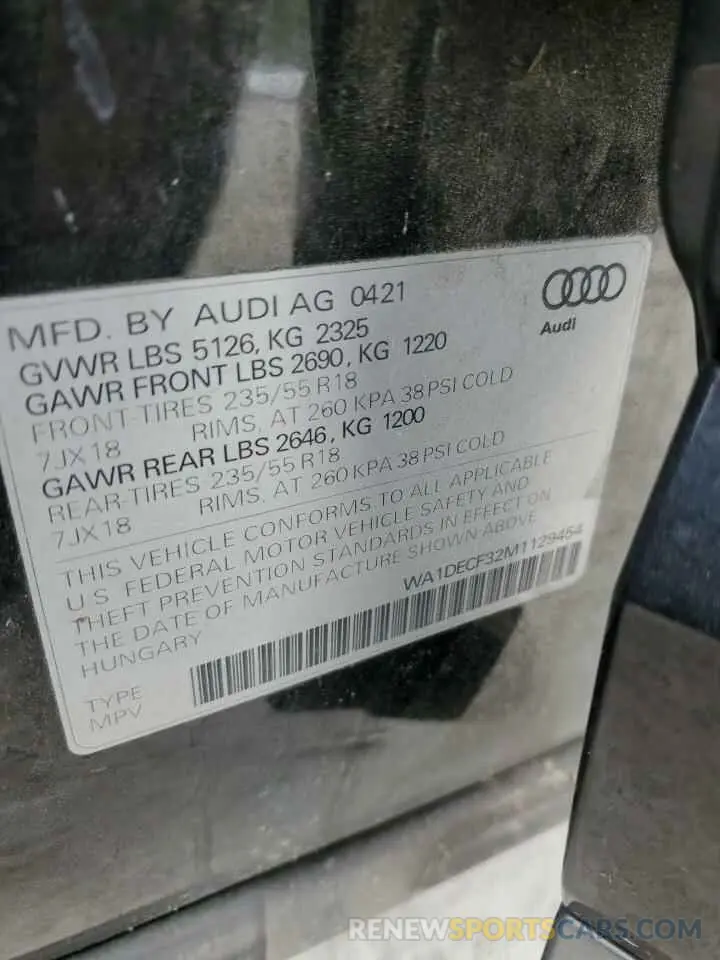 MFD. BY AUDI AG 0421
Audi
GVWR LBS 5126, KG 2325
GAWR FRONT LBS 2690, KG 1220
FRONT-TIRES 235/55 R18
7JX18 RIMS, AT 260 KPA 38 PSI COLD
GAWR REAR LBS 2646, KG 1200
REAR-TIRES 235/55 R18
7JX18 RIMS, AT 260 KPA 38 PSI COLD
THIS VEHICLE CONFORMS TO ALL APPLICABLE
U S FEDERAL MOTOR VEHICLE SAFETY AND
THEFT PREVENTION STANDARDS IN EFFECT ON
THE DATE OF MANUFACTURE SHOWN ABOVE
HUNGARY
WA1DECF32M1129454
TYPE
MPV
RENEWSPORTSCARS.COM